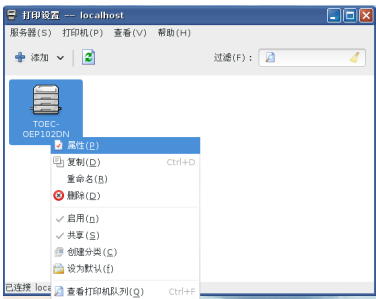 打印设置 -- localhost
服务器(S) 打印机(P) 查看(V) 帮助(H)
添加 过滤(F):
TOEC-
OEP102DN
属性(P)
复制(D) Ctrl+D
重命名(R)
删除(D)
启用(n)
共享(S)
创建分类(C)
设为默认(f)
已连接 loca
查看打印机队列(Q) Ctrl+F